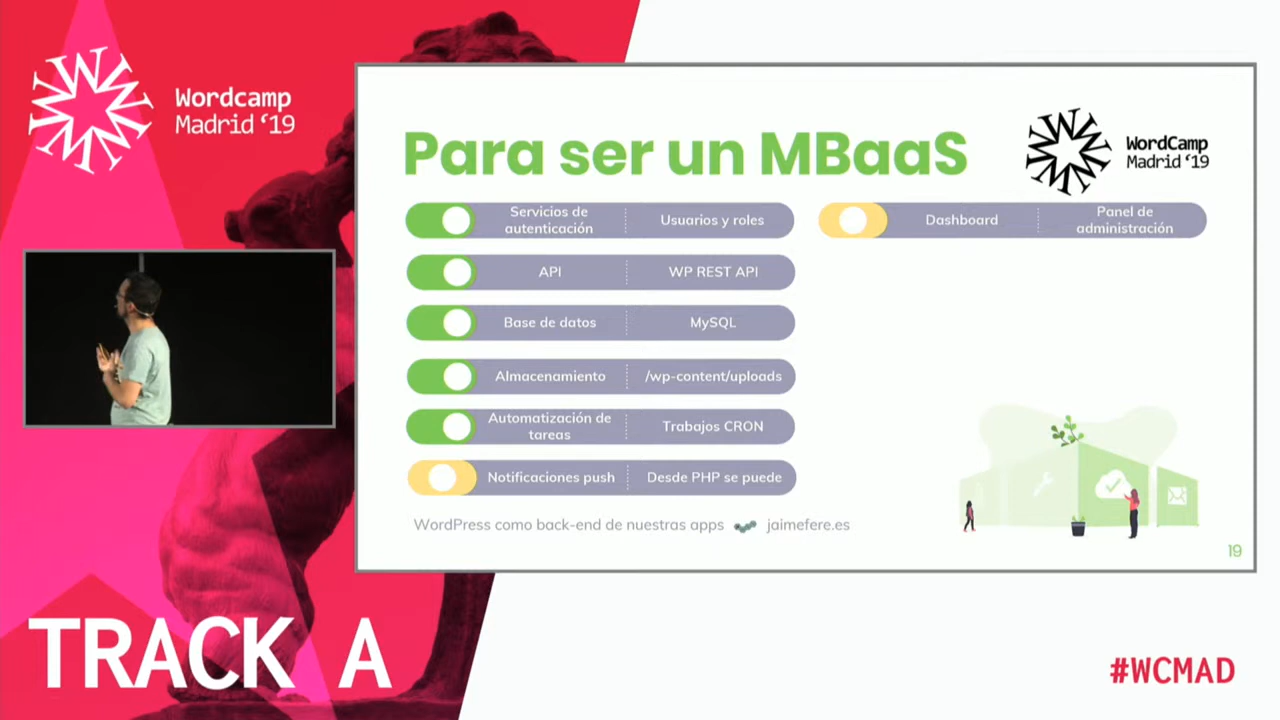 Wordcamp
Madrid '19
Para ser un MBaaS
WordCamp
Madrid '19
Servicios de
autenticación
Usuarios y roles
API
WP REST API
Base de datos
MySQL
Almacenamiento
/wp-content/uploads
Automatización de
tareas
Trabajos CRON
Notificaciones push
Desde PHP se puede
Dashboard
Panel de
administración
WordPress como back-end de nuestras apps
jaimefere.es
19
TRACK A
#WCMAD